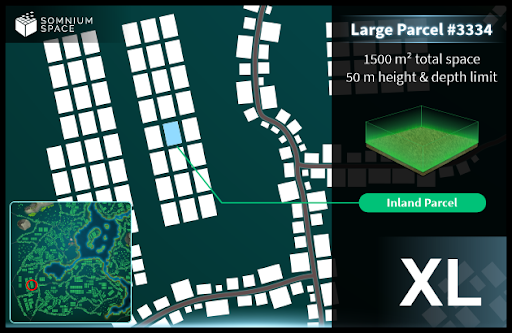 SOMNIUM
SPACE
Large Parcel #3334
1500 m² total space
50 m height & depth limit
Inland Parcel
XL